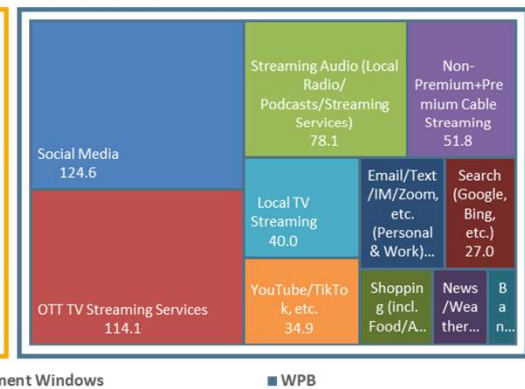 Social Media
124.6
OTT TV Streaming Services
114.1
Streaming Audio (Local
Radio/
Podcasts/Streaming
Services)
78.1
Non-
Premium+Pre
mium Cable
Streaming
51.8
Local TV
Streaming
40.0
YouTube/TikTo
k, etc.
34.9
Email/Text
/IM/Zoom,
etc.
(Personal
& Work)...
Search
(Google,
Bing,
etc.)
27.0
Shoppin
g (incl.
Food/A...
News
/Wea
ther...
B
a
n...
ment Windows
WPB